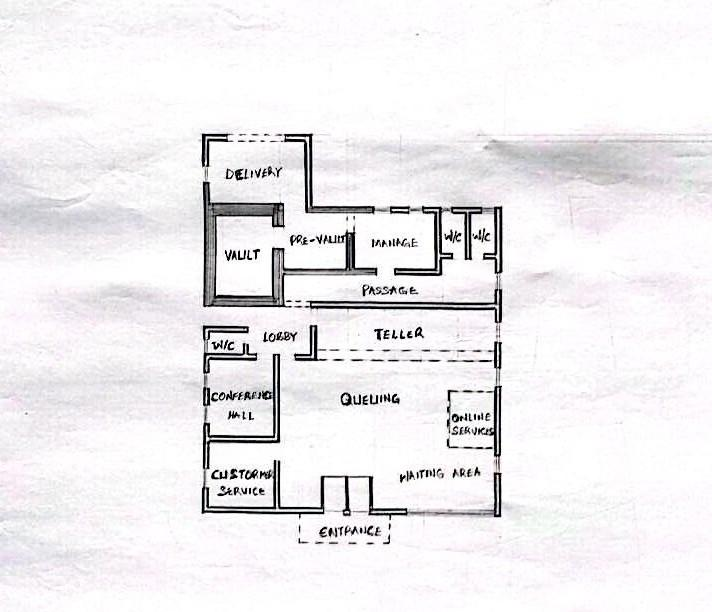 DELIVERY
VAULT
PRE-VAULT
MANAGE
W/C
W/C
PASSAGE
W/C
LOBBY
TELLER
CONFERENCE
HALL
QUEUING
ONLINE
SERVICES
CUSTOMER
SERVICE
WAITING AREA
ENTRANCE